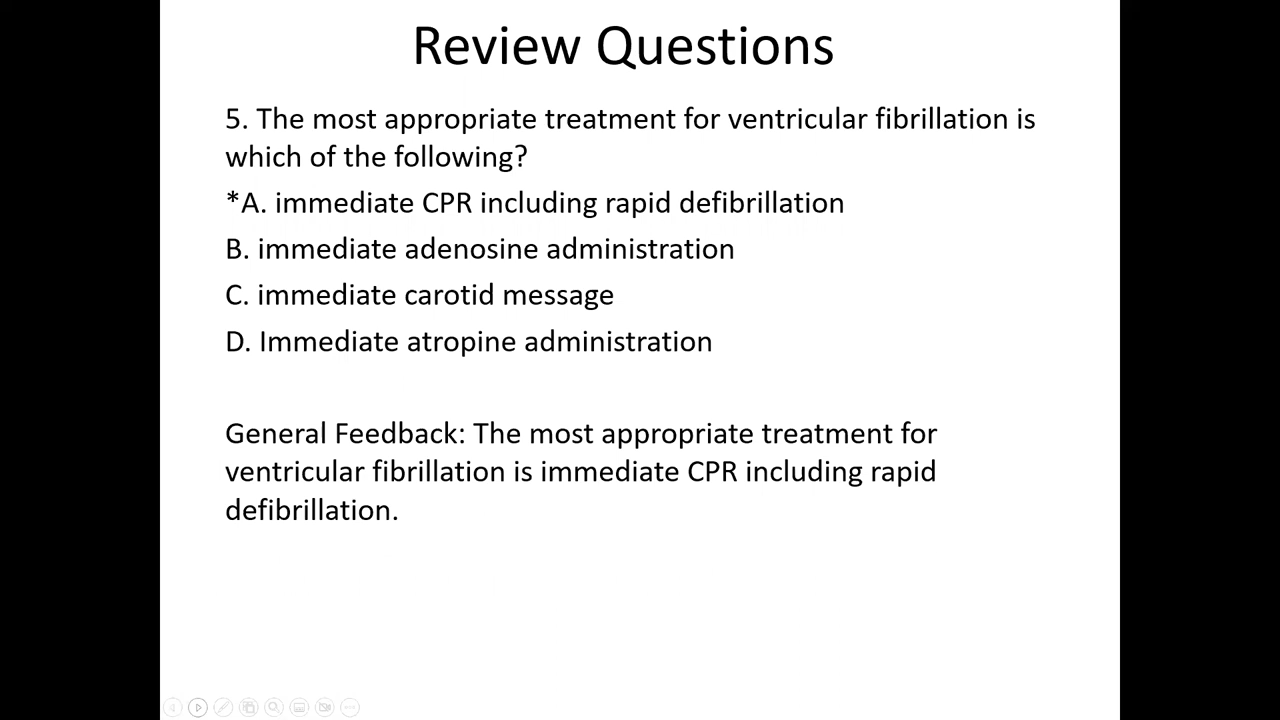 Review Questions
5. The most appropriate treatment for ventricular fibrillation is
which of the following?
*A. immediate CPR including rapid defibrillation
B. immediate adenosine administration
C. immediate carotid message
D. Immediate atropine administration
General Feedback: The most appropriate treatment for
ventricular fibrillation is immediate CPR including rapid
defibrillation.